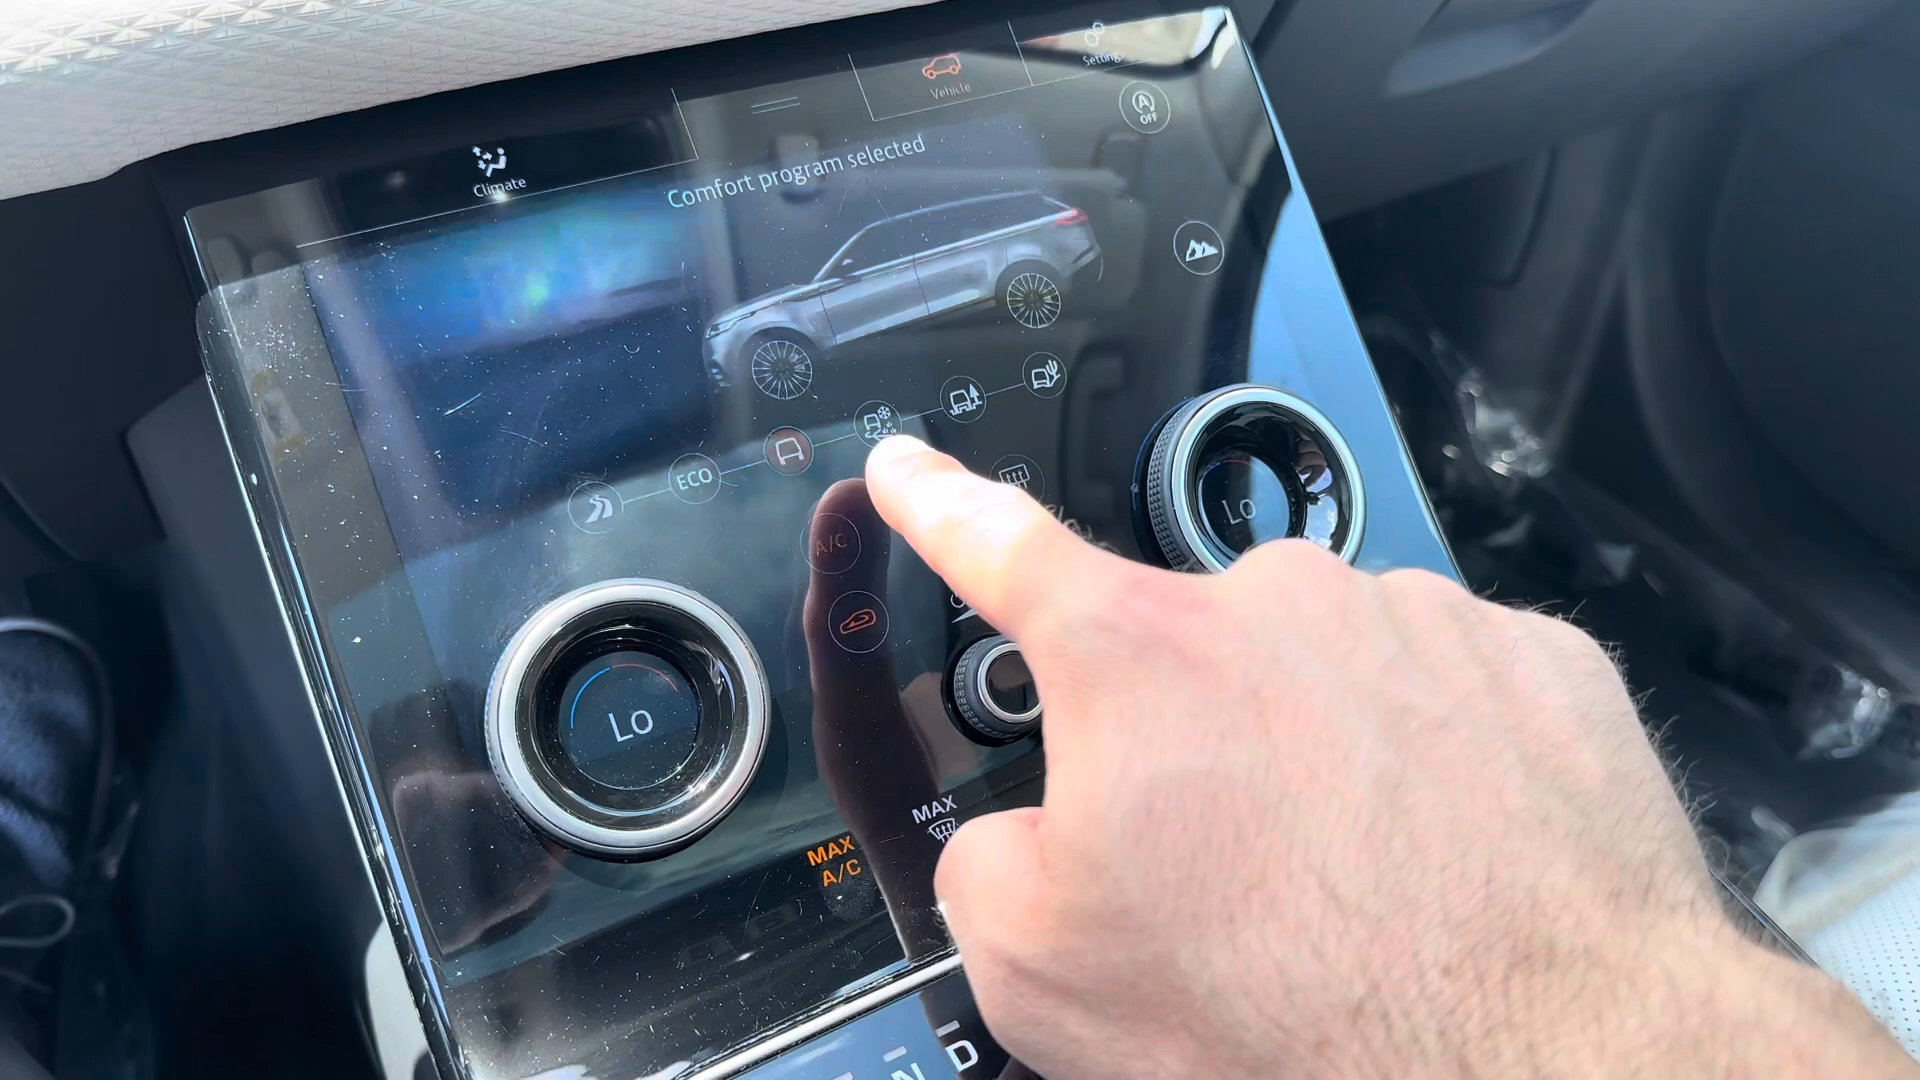 Climate
Vehicle
Settings
Comfort program selected
A
OFF
ECO
A/C
Lo
Lo
MAX
MAX
A/C
N
D